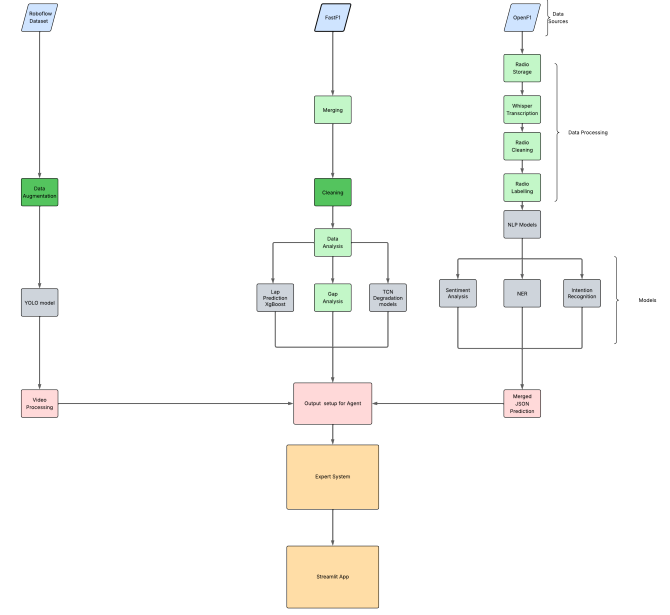 Roboflow
Dataset
FastF1
OpenF1
Data
Sources
Radio
Storage
Merging
Whisper
Transcription
Data Processing
Radio
Cleaning
Data
Augmentation
Cleaning
Radio
Labelling
NLP Models
Data
Analysis
YOLO model
Lap
Prediction
XgBoost
Gap
Analysis
TCN
Degradation
models
Sentiment
Analysis
NER
Intention
Recognition
Models
Video
Processing
Output setup for Agent
Merged
JSON
Prediction
Expert System
Streamlit App